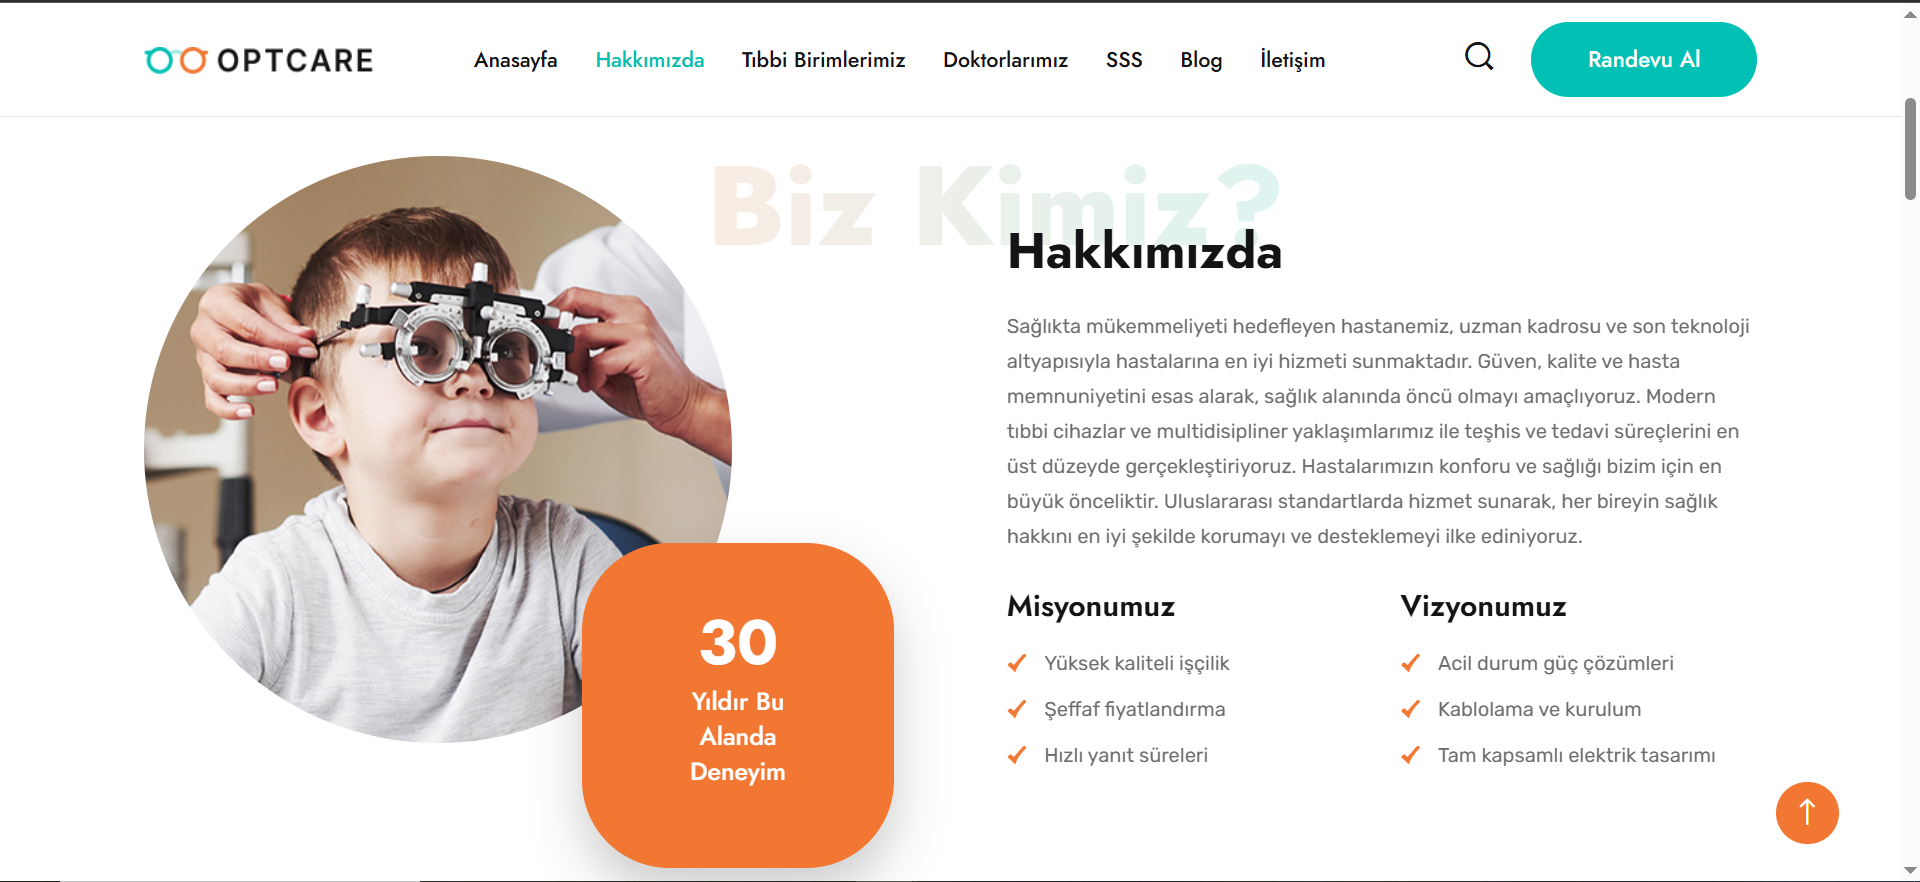 OPTCARE
Anasayfa
Hakkımızda
Tıbbi Birimlerimiz
Doktorlarımız
SSS
Blog
İletişim
Randevu Al
Biz Kimiz?
Hakkımızda
Sağlıkta mükemmeliyeti hedefleyen hastanemiz, uzman kadrosu ve son teknoloji
altyapısıyla hastalarına en iyi hizmeti sunmaktadır. Güven, kalite ve hasta
memnuniyetini esas alarak, sağlık alanında öncü olmayı amaçlıyoruz. Modern
tıbbi cihazlar ve multidisipliner yaklaşımlarımız ile teşhis ve tedavi süreçlerini en
üst düzeyde gerçekleştiriyoruz. Hastalarımızın konforu ve sağlığı bizim için en
büyük önceliktir. Uluslararası standartlarda hizmet sunarak, her bireyin sağlık
hakkını en iyi şekilde korumayı ve desteklemeyi ilke ediniyoruz.
Misyonumuz
Yüksek kaliteli işçilik
Şeffaf fiyatlandırma
Hızlı yanıt süreleri
Vizyonumuz
Acil durum güç çözümleri
Kablolama ve kurulum
Tam kapsamlı elektrik tasarımı
30
Yıldır Bu
Alanda
Deneyim